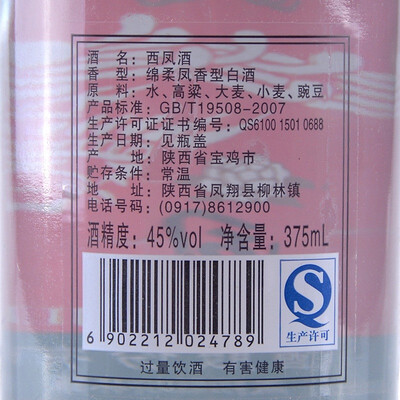 酒　名：西凤酒
香　型：绵柔凤香型白酒
原　料：水、高粱、大麦、小麦、豌豆
产品标准：GB/T19508-2007
生产许可证证书编号：QS6100 1501 0688
生产日期：见瓶盖
产　地：陕西省宝鸡市
贮存条件：常温
地　址：陕西省凤翔县柳林镇
电话号码：(0917)8612900
酒精度：45%vol 净含量：375mL
6 902212 024789
生产许可
过量饮酒 有害健康